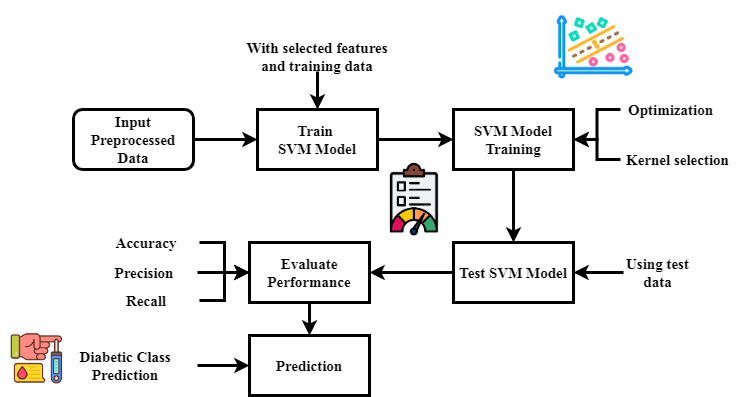 With selected features
and training data
Input
Preprocessed
Data
Train
SVM Model
SVM Model
Training
Optimization
Kernel selection
Accuracy
Precision
Recall
Evaluate
Performance
Test SVM Model
Using test
data
Diabetic Class
Prediction
Prediction